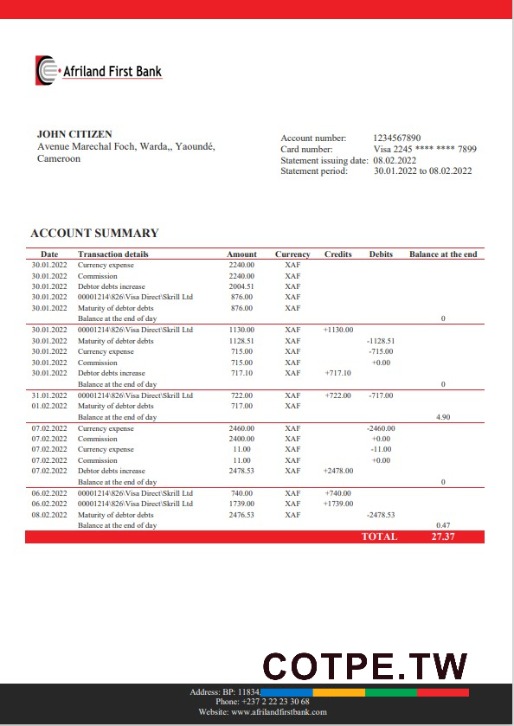 Afriland First Bank
JOHN CITIZEN
Avenue Marechal Foch, Warda,, Yaoundé,
Cameroon
Account number: 1234567890
Card number: Visa 2245 **** **** 7899
Statement issuing date: 08.02.2022
Statement period: 30.01.2022 to 08.02.2022
ACCOUNT SUMMARY
Date Transaction details Amount Currency Credits Debits Balance at the end
30.01.2022 Currency expense 2240.00 XAF
30.01.2022 Commission 2240.00 XAF
30.01.2022 Debtor debts increase 2004.51 XAF
30.01.2022 00001214\826\Visa Direct\Skrill Ltd 876.00 XAF
30.01.2022 Maturity of debtor debts 876.00 XAF
Balance at the end of day 0
30.01.2022 00001214\826\Visa Direct\Skrill Ltd 1130.00 XAF +1130.00
30.01.2022 Maturity of debtor debts 1128.51 XAF -1128.51
30.01.2022 Currency expense 715.00 XAF -715.00
30.01.2022 Commission 715.00 XAF +0.00
30.01.2022 Debtor debts increase 717.10 XAF +717.10
Balance at the end of day 0
31.01.2022 00001214\826\Visa Direct\Skrill Ltd 722.00 XAF +722.00 -717.00
01.02.2022 Maturity of debtor debts 717.00 XAF
Balance at the end of day 4.90
07.02.2022 Currency expense 2460.00 XAF -2460.00
07.02.2022 Commission 2400.00 XAF +0.00
07.02.2022 Currency expense 11.00 XAF -11.00
07.02.2022 Commission 11.00 XAF +0.00
07.02.2022 Debtor debts increase 2478.53 XAF +2478.00
Balance at the end of day 0
06.02.2022 00001214\826\Visa Direct\Skrill Ltd 740.00 XAF +740.00
06.02.2022 00001214\826\Visa Direct\Skrill Ltd 1739.00 XAF +1739.00
08.02.2022 Maturity of debtor debts 2476.53 XAF -2478.53
Balance at the end of day 0.47
TOTAL 27.37
COTPE.TW
Address: BP: 11834
Phone: +237 2 22 23 30 68
Website: www.afrilandfirstbank.com